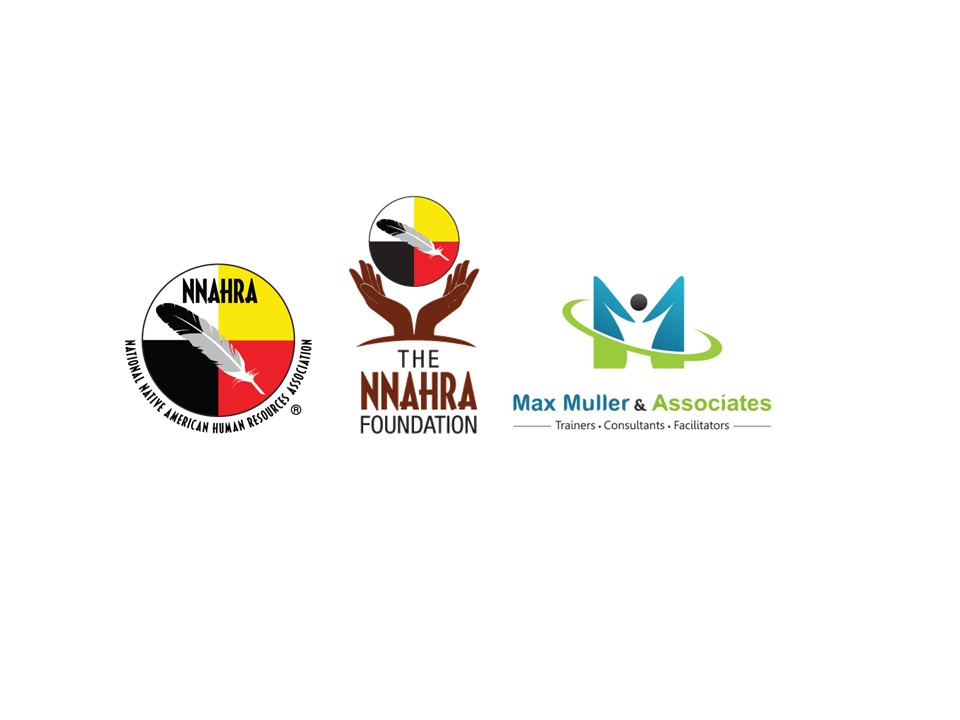 NNAHRA
NATIONAL NATIVE AMERICAN HUMAN RESOURCES ASSOCIATION
®
THE
NNAHRA
FOUNDATION
Max Muller & Associates
Trainers • Consultants • Facilitators